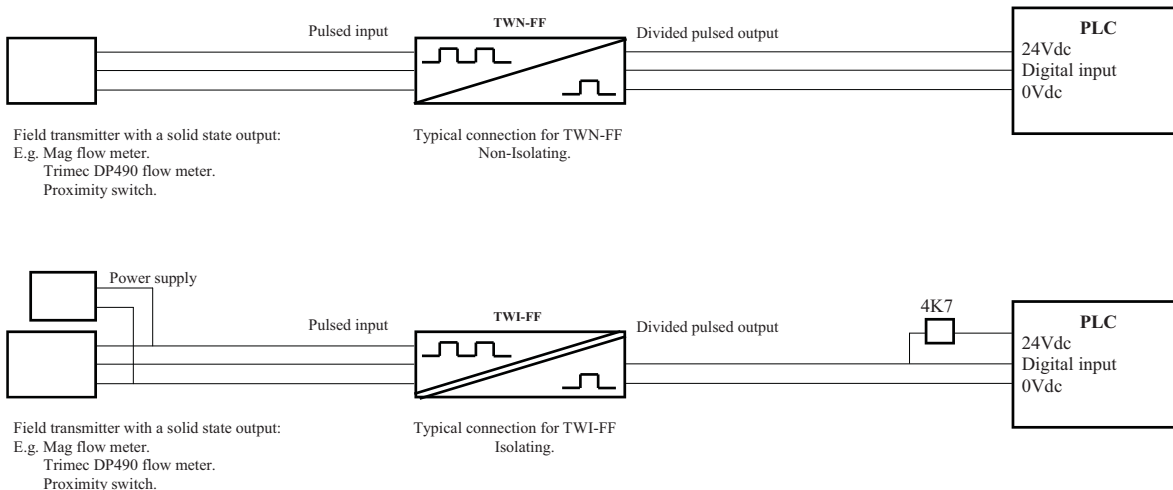 TWN-FF
Pulsed input
Divided pulsed output
PLC
24Vdc
Digital input
0Vdc
Field transmitter with a solid state output:
E.g. Mag flow meter.
Trimec DP490 flow meter.
Proximity switch.
Typical connection for TWN-FF
Non-Isolating.
Power supply
Pulsed input
TWI-FF
Divided pulsed output
4K7
PLC
24Vdc
Digital input
0Vdc
Field transmitter with a solid state output:
E.g. Mag flow meter.
Trimec DP490 flow meter.
Proximity switch.
Typical connection for TWI-FF
Isolating.